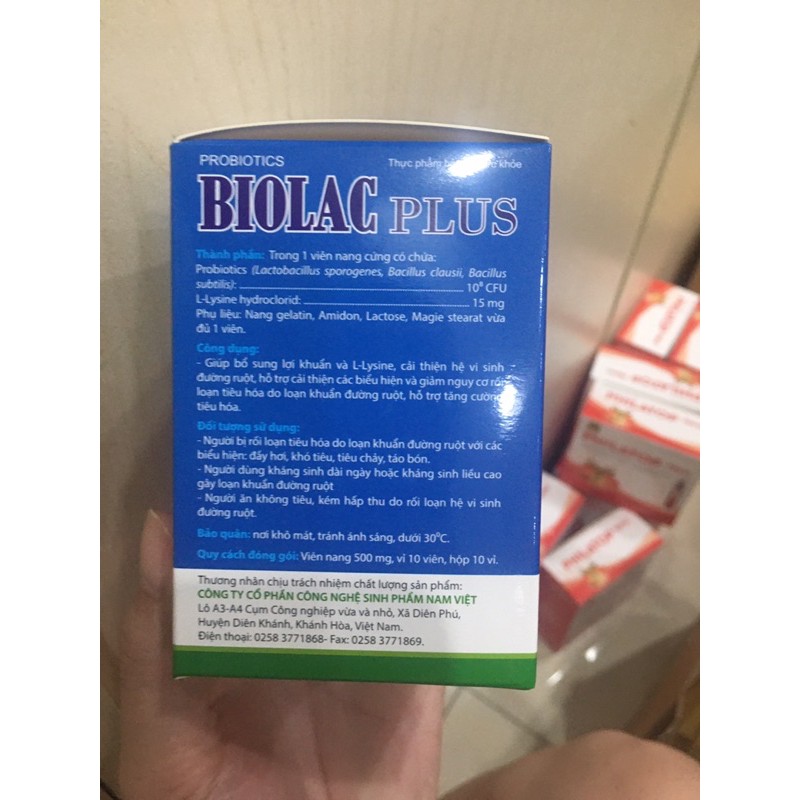 PROBIOTICS
Thực phẩm khỏe
BIOLAC PLUS
Thành phần: Trong 1 viên nang cứng có chứa:
Probiotics (Lactobacillus sporogenes, Bacillus clausii, Bacillus
subtilis): 10⁸ CFU
L-Lysine hydroclorid: 15 mg
Phụ liệu: Nang gelatin, Amidon, Lactose, Magie stearat vừa
đủ 1 viên.
Công dụng:
- Giúp bổ sung lợi khuẩn và L-Lysine, cải thiện hệ vi sinh
đường ruột, hỗ trợ cải thiện các biểu hiện và giảm nguy cơ rối
loạn tiêu hóa do loạn khuẩn đường ruột, hỗ trợ tăng cường
tiêu hóa.
Đối tượng sử dụng:
- Người bị rối loạn tiêu hóa do loạn khuẩn đường ruột với các
biểu hiện: đầy hơi, khó tiêu, tiêu chảy, táo bón.
- Người dùng kháng sinh dài ngày hoặc kháng sinh liều cao
gây loạn khuẩn đường ruột
- Người ăn không tiêu, kém hấp thu do rối loạn hệ vi sinh
đường ruột.
Bảo quản: nơi khô mát, tránh ánh sáng, dưới 30⁰C.
Quy cách đóng gói: Viên nang 500 mg, vỉ 10 viên, hộp 10 vỉ.
Thương nhân chịu trách nhiệm chất lượng sản phẩm:
CÔNG TY CỔ PHẦN CÔNG NGHỆ SINH PHẨM NAM VIỆT
Lô A3-A4 Cụm Công nghiệp vừa và nhỏ, Xã Diên Phú,
Huyện Diên Khánh, Khánh Hòa, Việt Nam.
Điện thoại: 0258 3771868- Fax: 0258 3771869.